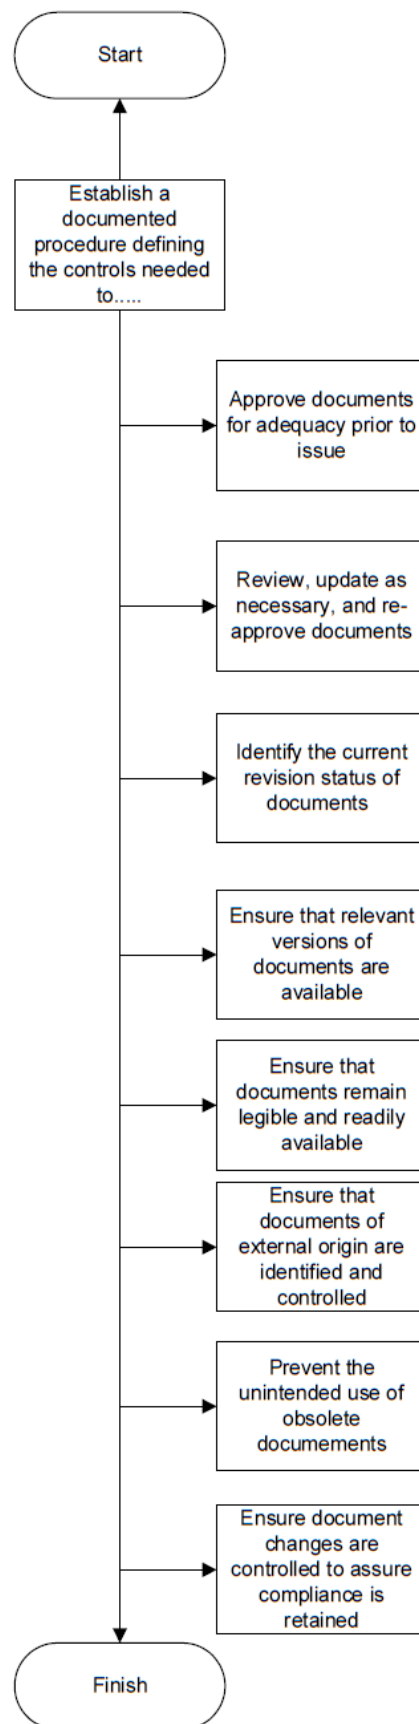 Start
Establish a
documented
procedure defining
the controls needed
to.....
Approve documents
for adequacy prior to
issue
Review, update as
necessary, and re-
approve documents
Identify the current
revision status of
documents
Ensure that relevant
versions of
documents are
available
Ensure that
documents remain
legible and readily
available
Ensure that
documents of
external origin are
identified and
controlled
Prevent the
unintended use of
obsolete
documements
Ensure document
changes are
controlled to assure
compliance is
retained
Finish